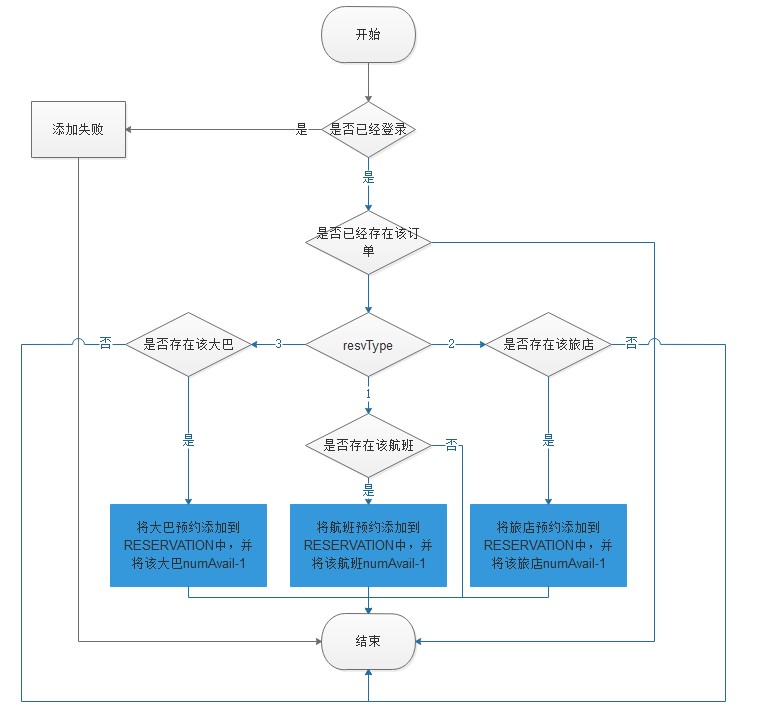 开始
添加失败
是
是否已经登录
是
是否已经存在该订
单
否
是否存在该大巴
3
resvType
2
是否存在该旅店
否
1
是
是否存在该航班
否
是
是
将大巴预约添加到
RESERVATION中，并
将该大巴numAvail-1
将航班预约添加到
RESERVATION中，并
将该航班numAvail-1
将旅店预约添加到
RESERVATION中，并
将该旅店numAvail-1
结束